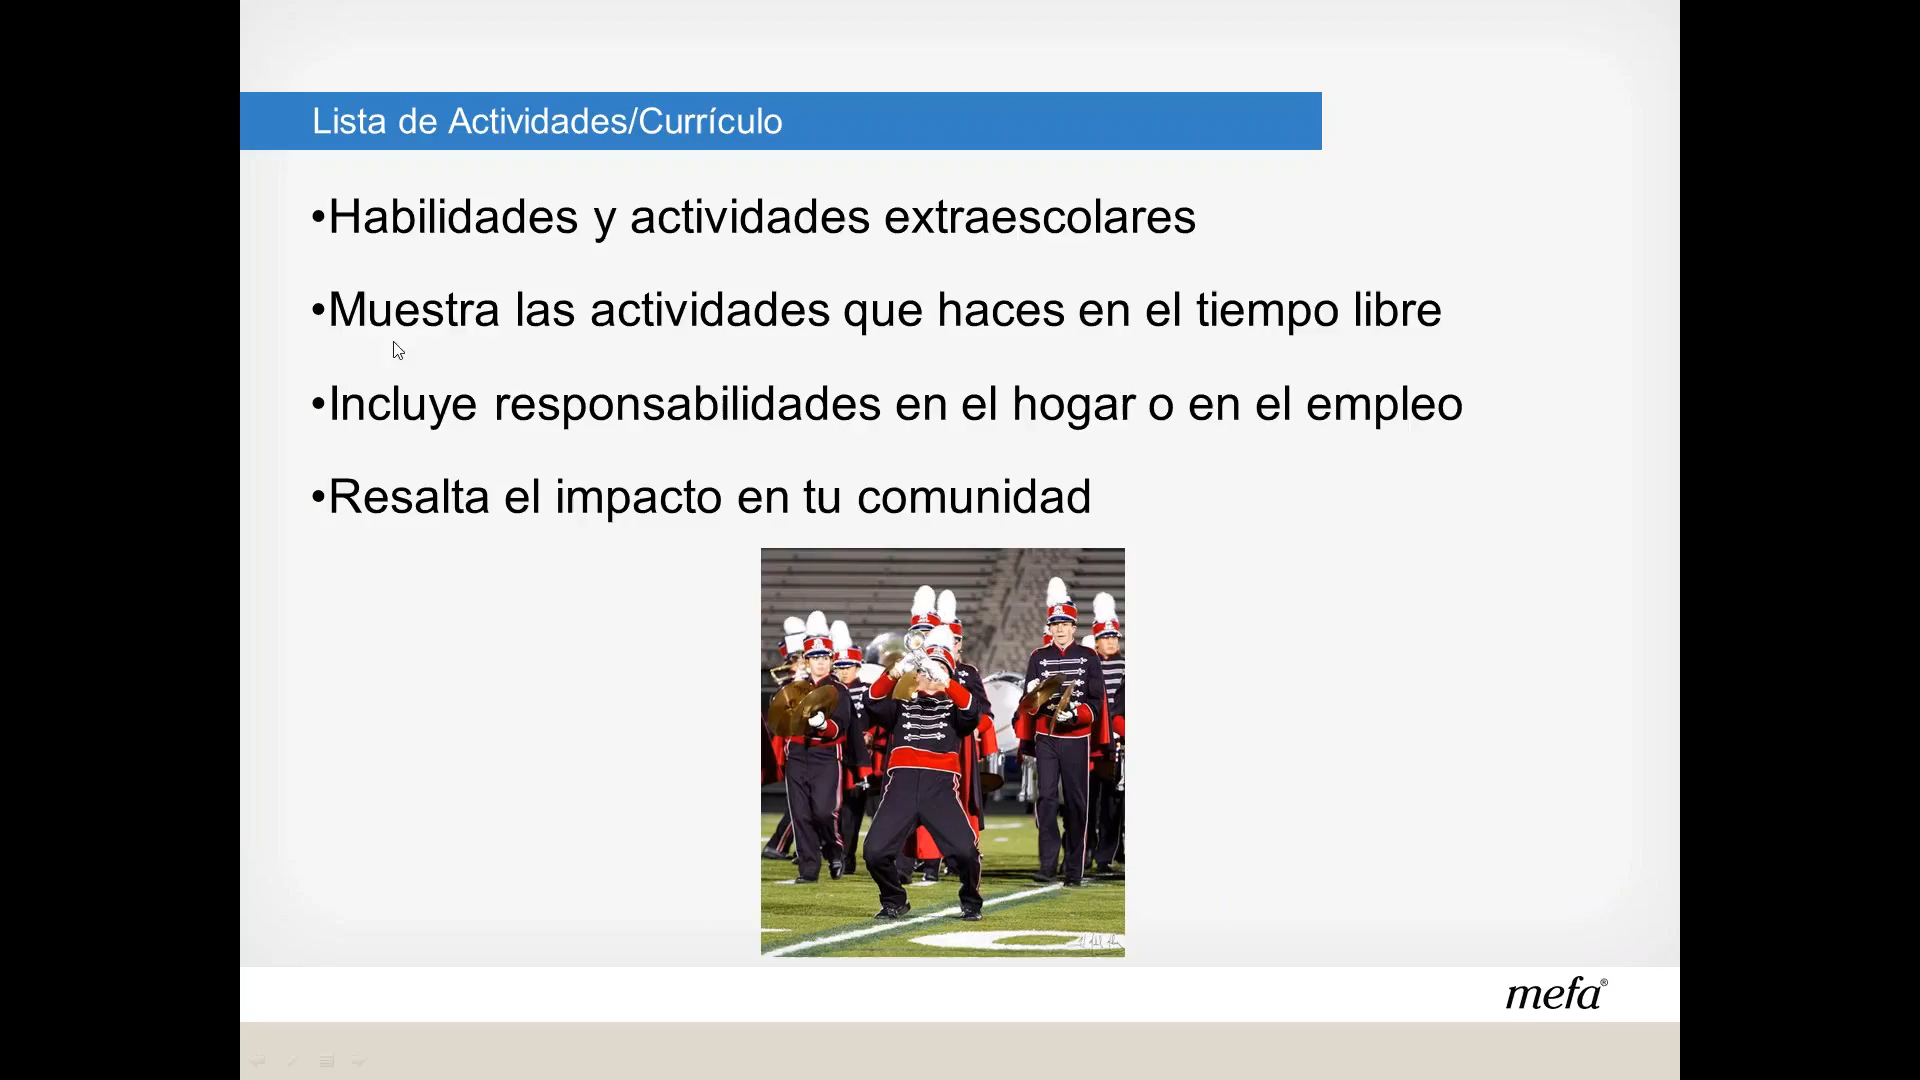 Lista de Actividades/Currículo
•Habilidades y actividades extraescolares
•Muestra las actividades que haces en el tiempo libre
•Incluye responsabilidades en el hogar o en el empleo
•Resalta el impacto en tu comunidad
mefa®